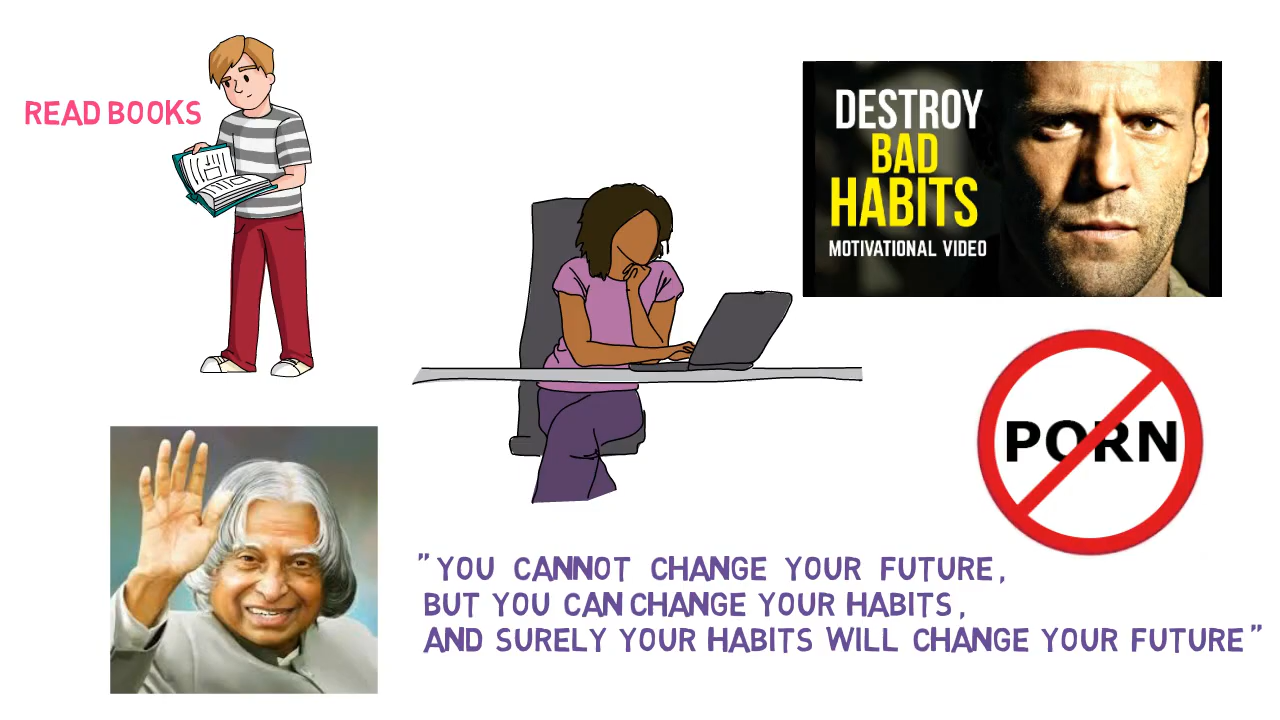 READ BOOKS
DESTROY
BAD
HABITS
MOTIVATIONAL VIDEO
PORN
"YOU CANNOT CHANGE YOUR FUTURE,
BUT YOU CAN CHANGE YOUR HABITS,
AND SURELY YOUR HABITS WILL CHANGE YOUR FUTURE"